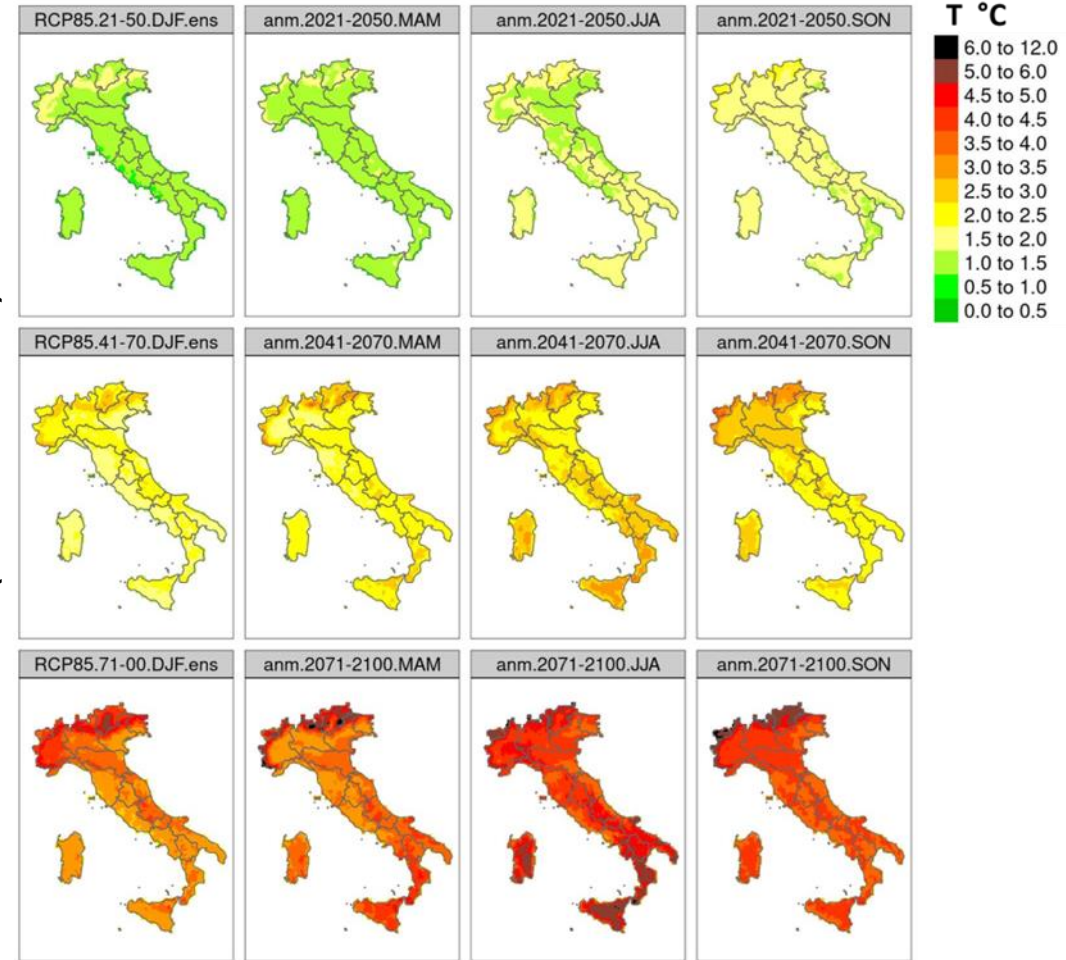 RCP85.21-50.DJF.ens
anm.2021-2050.MAM
anm.2021-2050.JJA
anm.2021-2050.SON
T °C
6.0 to 12.0
5.0 to 6.0
4.5 to 5.0
4.0 to 4.5
3.5 to 4.0
3.0 to 3.5
2.5 to 3.0
2.0 to 2.5
1.5 to 2.0
1.0 to 1.5
0.5 to 1.0
0.0 to 0.5
RCP85.41-70.DJF.ens
anm.2041-2070.MAM
anm.2041-2070.JJA
anm.2041-2070.SON
RCP85.71-00.DJF.ens
anm.2071-2100.MAM
anm.2071-2100.JJA
anm.2071-2100.SON